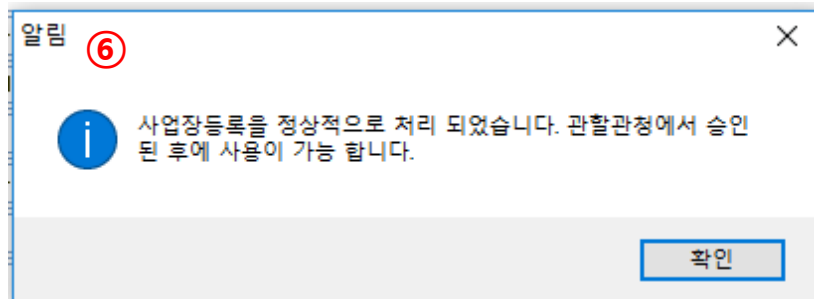 알림 ⑥
사업장등록을 정상적으로 처리 되었습니다. 관할관청에서 승인
된 후에 사용이 가능 합니다.
확인